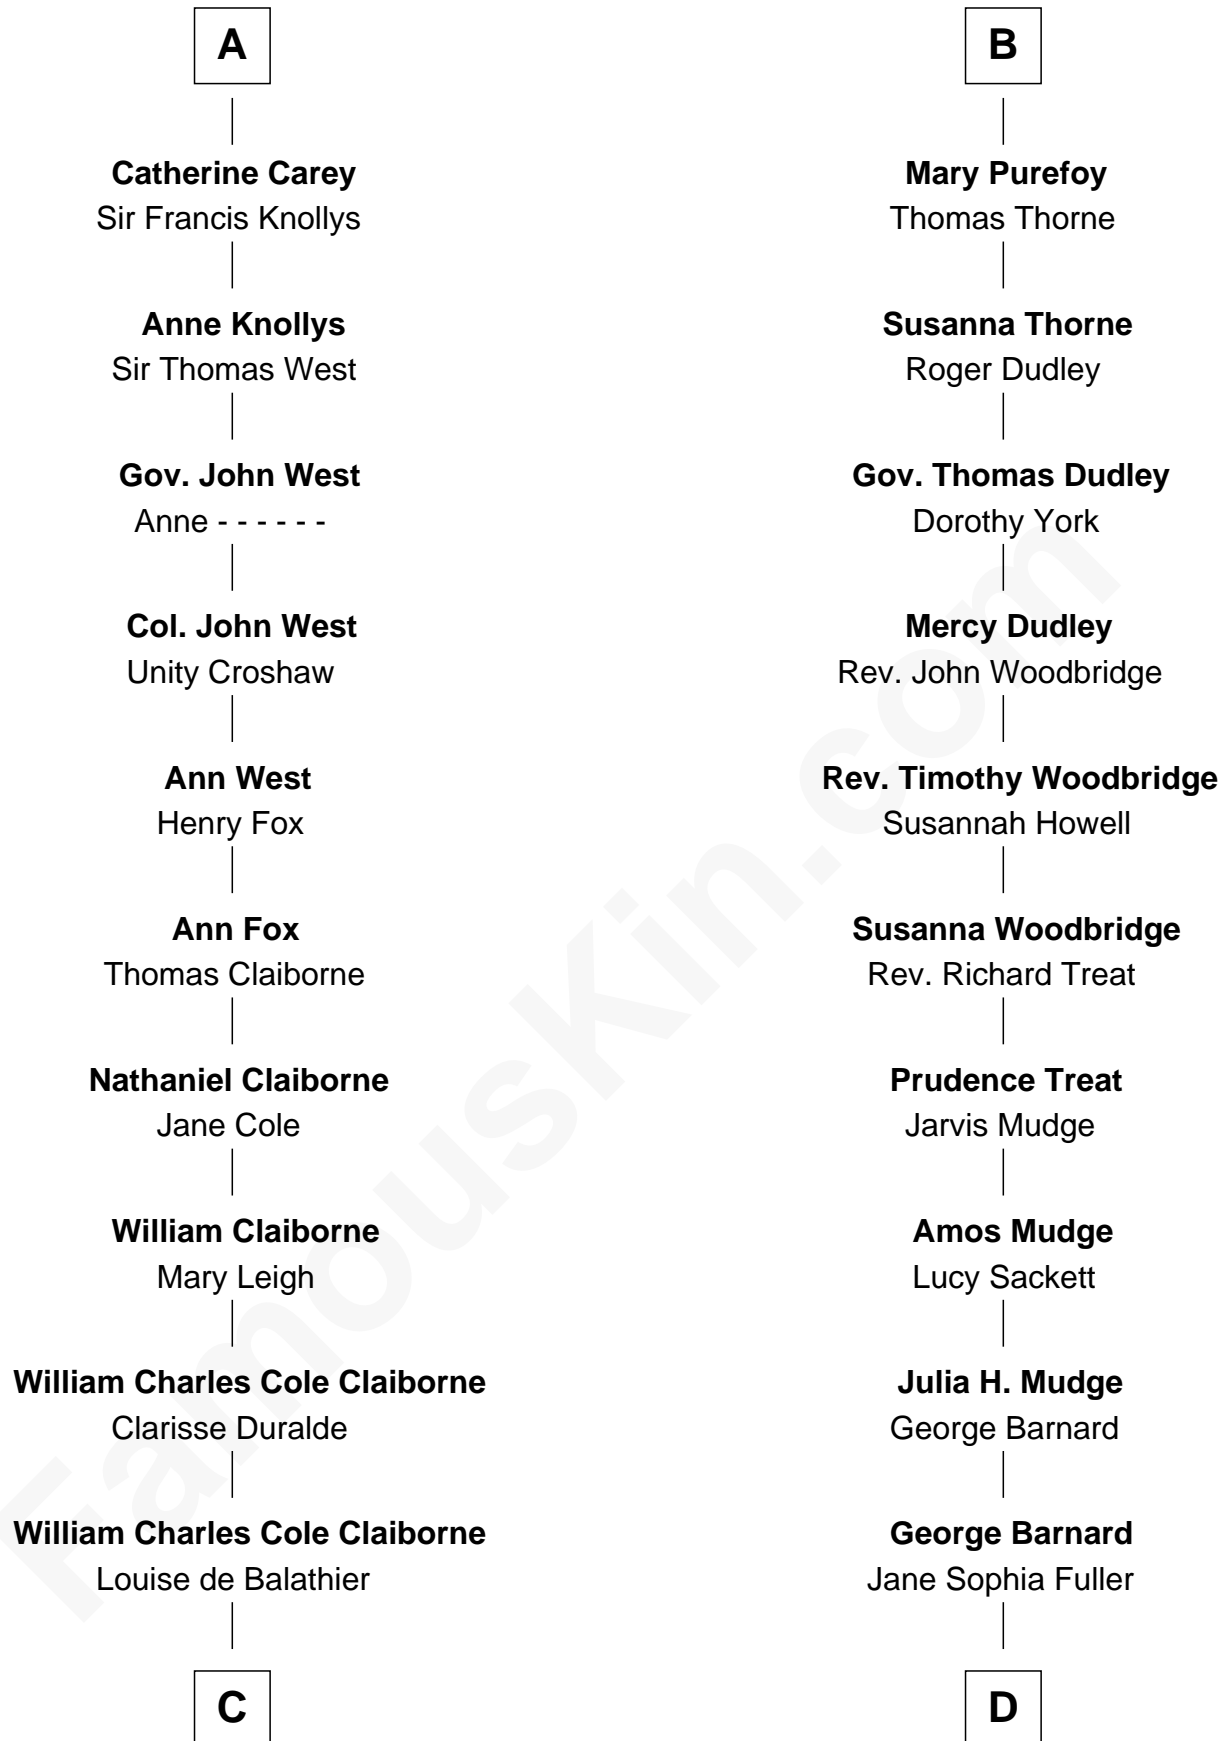 A
Catherine Carey
Sir Francis Knollys
Anne Knollys
Sir Thomas West
Gov. John West
Anne - - - - - -
Col. John West
Unity Croshaw
Ann West
Henry Fox
Ann Fox
Thomas Claiborne
Nathaniel Claiborne
Jane Cole
William Claiborne
Mary Leigh
William Charles Cole Claiborne
Clarisse Duralde
William Charles Cole Claiborne
Louise de Balathier
C
B
Mary Purefoy
Thomas Thorne
Susanna Thorne
Roger Dudley
Gov. Thomas Dudley
Dorothy York
Mercy Dudley
Rev. John Woodbridge
Rev. Timothy Woodbridge
Susannah Howell
Susanna Woodbridge
Rev. Richard Treat
Prudence Treat
Jarvis Mudge
Amos Mudge
Lucy Sackett
Julia H. Mudge
George Barnard
George Barnard
Jane Sophia Fuller
D
FamousKin.com